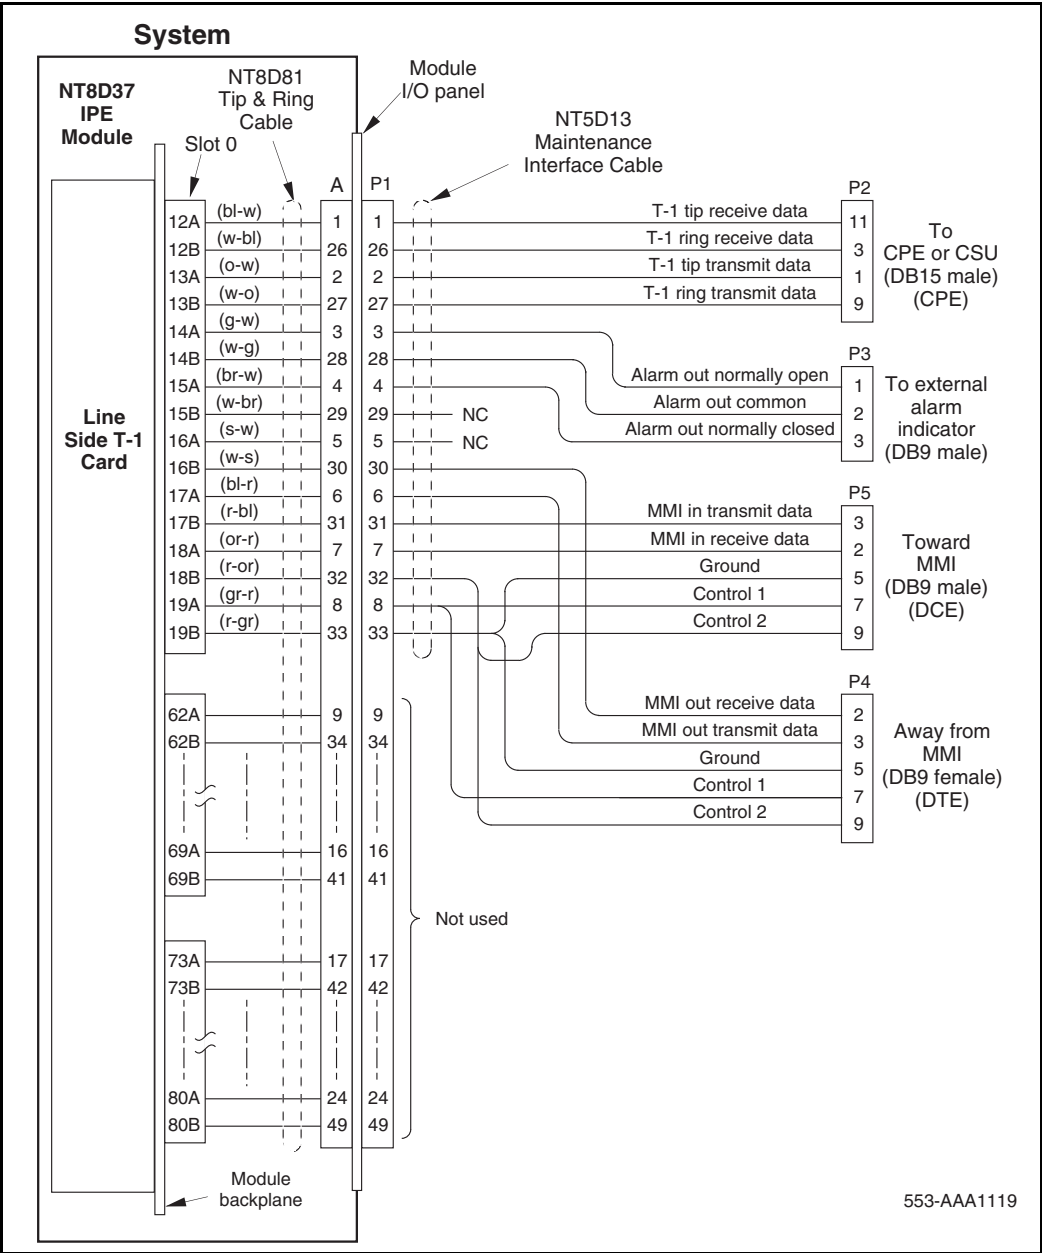 System
NT8D37
IPE
Module
NT8D81
Tip & Ring
Cable
Slot 0
Module
I/O panel
NT5D13
Maintenance
Interface Cable
A P1 P2
12A (bl-w) 1 1 T-1 tip receive data 11
12B (w-bl) 26 26 T-1 ring receive data 3
13A (o-w) 2 2 T-1 tip transmit data 1
13B (w-o) 27 27 T-1 ring transmit data 9
To
CPE or CSU
(DB15 male)
(CPE)
14A (g-w) 3 3
14B (w-g) 28 28
15A (br-w) 4 4
15B (w-br) 29 29 NC
16A (s-w) 5 5 NC
16B (w-s) 30 30
17A (bl-r) 6 6
17B (r-bl) 31 31
18A (or-r) 7 7
18B (r-or) 32 32
19A (gr-r) 8 8
19B (r-gr) 33 33
Line
Side T-1
Card
P3
Alarm out normally open 1
Alarm out common 2
Alarm out normally closed 3
To external
alarm
indicator
(DB9 male)
P5
MMI in transmit data 3
MMI in receive data 2
Ground 5
Control 1 7
Control 2 9
Toward
MMI
(DB9 male)
(DCE)
P4
MMI out receive data 2
MMI out transmit data 3
Ground 5
Control 1 7
Control 2 9
Away from
MMI
(DB9 female)
(DTE)
62A 9 9
62B 34 34
69A 16 16
69B 41 41
Not used
73A 17 17
73B 42 42
80A 24 24
80B 49 49
Module
backplane
553-AAA1119